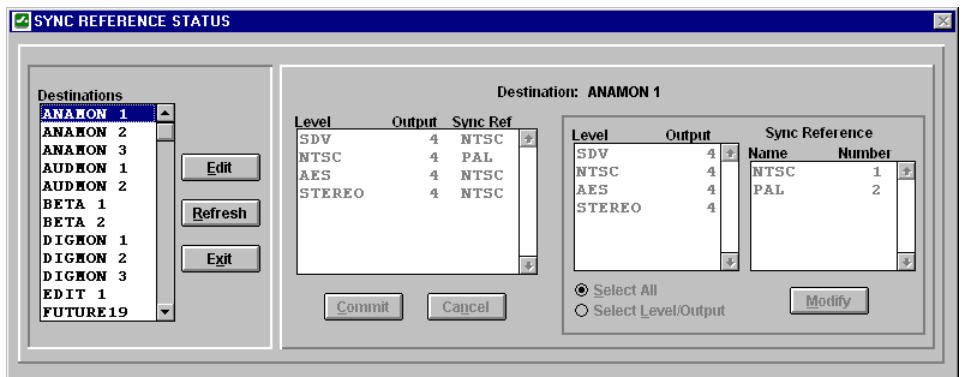 SYNC REFERENCE STATUS
Destinations
ANAMON 1
ANAMON 2
ANAMON 3
AUDMON 1
AUDMON 2
BETA 1
BETA 2
DIGMON 1
DIGMON 2
DIGMON 3
EDIT 1
FUTURE19
Edit
Refresh
Exit
Destination: ANAMON 1
Level Output Sync Ref
SDV 4 NTSC
NTSC 4 PAL
AES 4 NTSC
STEREO 4 NTSC
Commit Cancel
Level Output
SDV 4
NTSC 4
AES 4
STEREO 4
Sync Reference
Name Number
NTSC 1
PAL 2
Select All
Select Level/Output
Modify